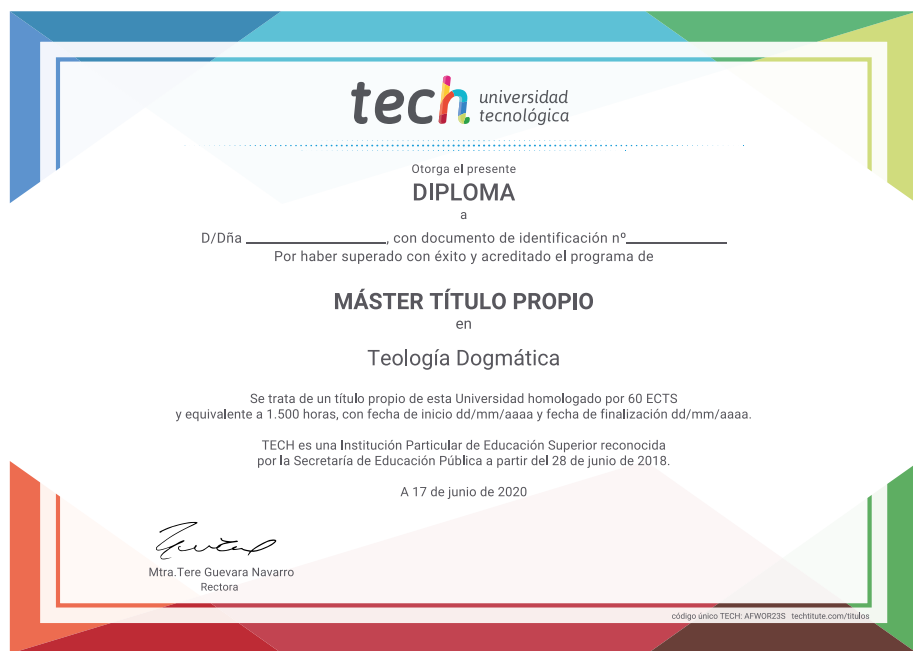 tech universidad
tecnológica
Otorga el presente
DIPLOMA
a
D/Dña ____________________, con documento de identificación nº______________
Por haber superado con éxito y acreditado el programa de
MÁSTER TÍTULO PROPIO
en
Teología Dogmática
Se trata de un título propio de esta Universidad homologado por 60 ECTS
y equivalente a 1.500 horas, con fecha de inicio dd/mm/aaaa y fecha de finalización dd/mm/aaaa.
TECH es una Institución Particular de Educación Superior reconocida
por la Secretaría de Educación Pública a partir del 28 de junio de 2018.
A 17 de junio de 2020
Mtra.Tere Guevara Navarro
Rectora
código único TECH: AFWOR23S techtitute.com/titulos